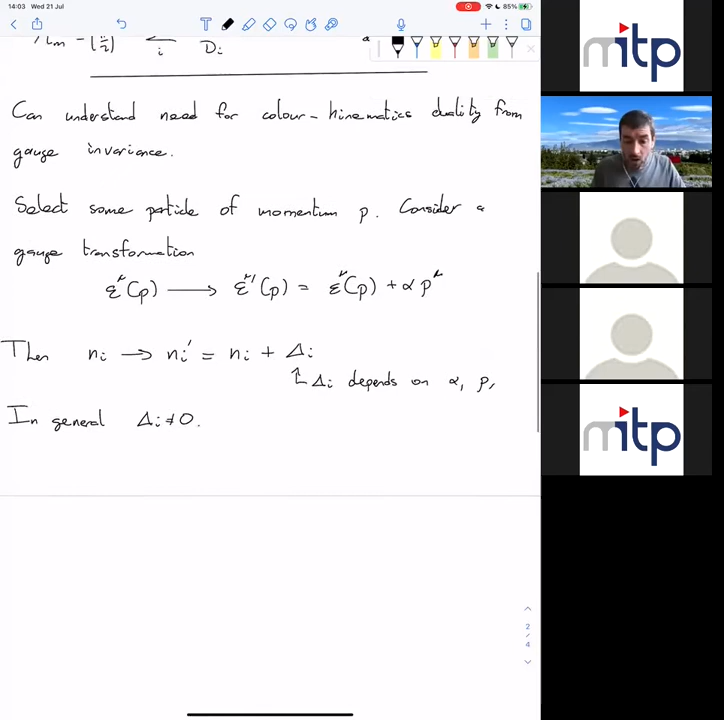 14:03 Wed 21 Jul
85%
Can understand need for colour-kinematics duality from
gauge invariance.
Select some particle of momentum p. Consider a
gauge transformation
ε^μ(p) ⟶ ε^μ'(p) = ε^μ(p) + α p^μ
Then n_i → n_i' = n_i + Δ_i
↑ Δ_i depends on α, p,
In general Δ_i ≠ 0.
2
/
4
mitp
mitp